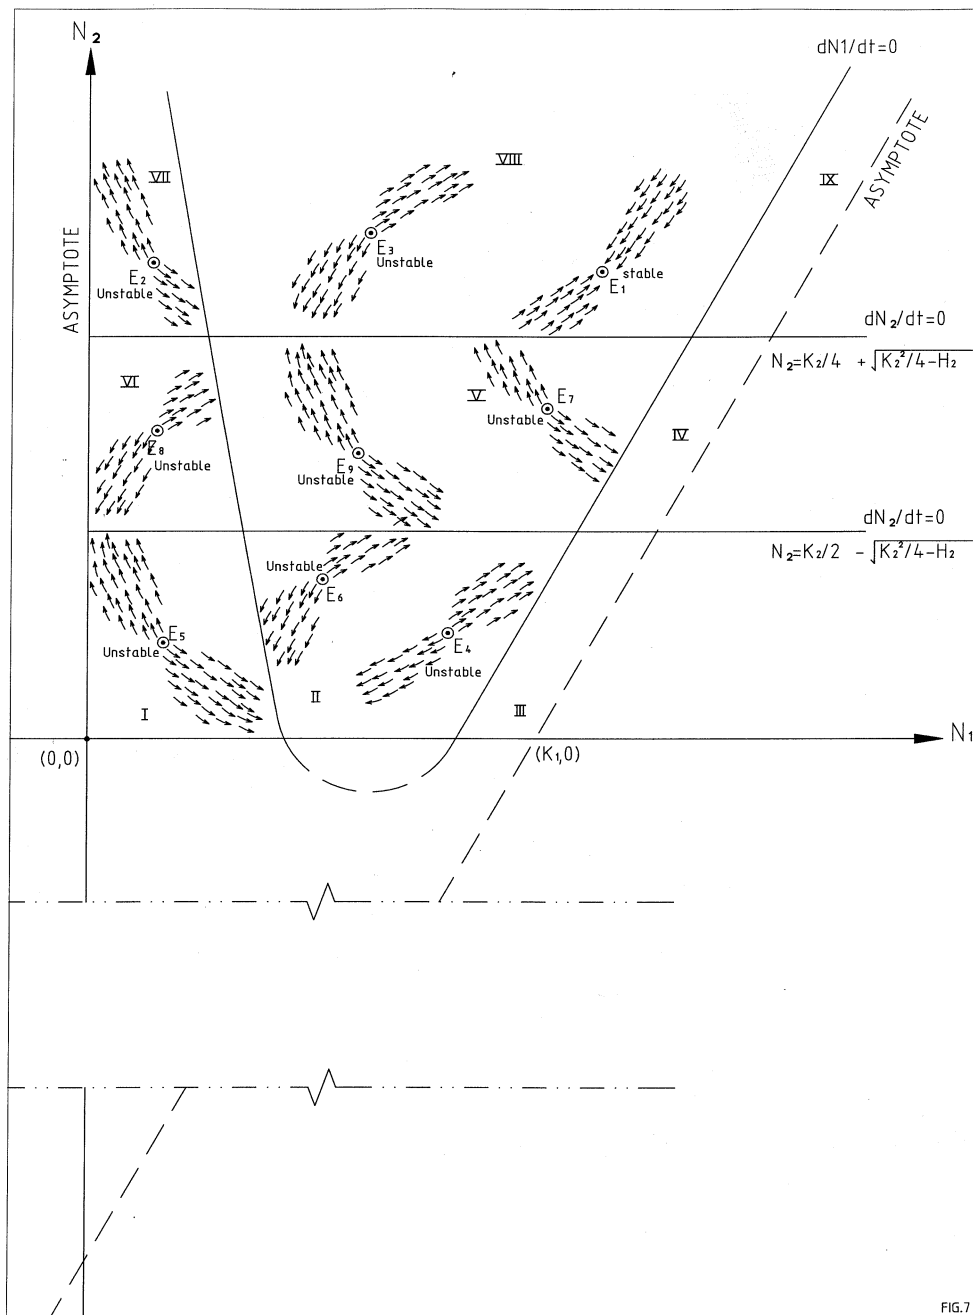 N₂
dN1/dt=0
ASYMPTOTE
ASYMPTOTE
VII
VIII
IX
E₃
Unstable
E₂
Unstable
stable
E₁
dN₂/dt=0
N₂=K₂/4 +√K₂²/4-H₂
VI
V
E₇
Unstable
IV
E₈
Unstable
Unstable
E₉
dN₂/dt=0
N₂=K₂/2 -√K₂²/4-H₂
Unstable
E₆
E₅
Unstable
E₄
Unstable
I
II
III
N₁
(0,0)
(K₁,0)
FIG.7